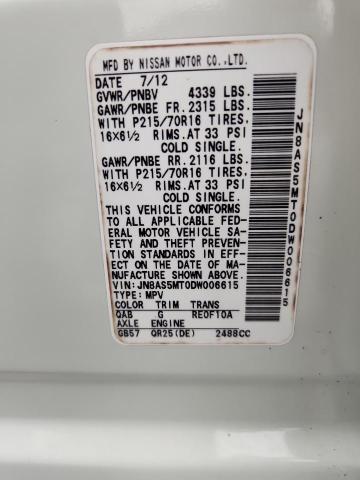 MFD BY NISSAN MOTOR CO.,LTD.
DATE 7/12
GVWR/PNBV 4339 LBS.
GAWR/PNBE FR. 2315 LBS.
WITH P215/70R16 TIRES,
16X6½ RIMS.AT 33 PSI
COLD SINGLE.
GAWR/PNBE RR. 2116 LBS.
WITH P215/70R16 TIRES,
16X6½ RIMS.AT 33 PSI
COLD SINGLE.
THIS VEHICLE CONFORMS
TO ALL APPLICABLE FED-
ERAL MOTOR VEHICLE SA-
FETY AND THEFT PREVENTION
STANDARDS IN EFFECT
ON THE DATE OF MA-
NUFACTURE SHOWN ABOVE.
VIN: JN8AS5MT0DW006615
TYPE: MPV
COLOR TRIM TRANS
QAB G RE0F10A
AXLE ENGINE
GB57 QR25(DE) 2488CC
JN8AS5MT0DW006615